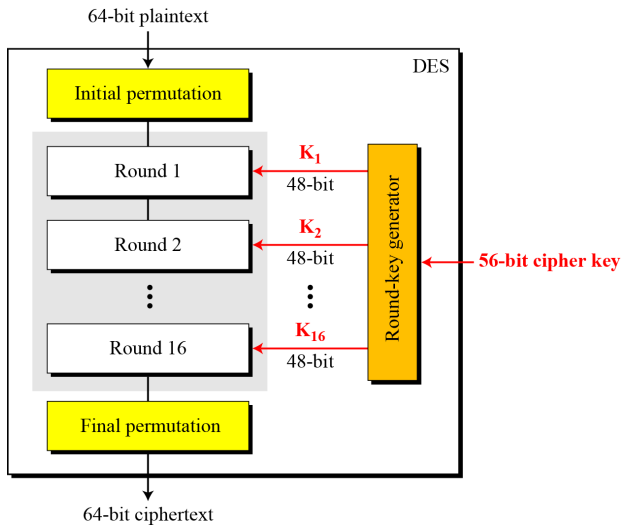 64-bit plaintext
DES
Initial permutation
Round 1
K₁
48-bit
Round 2
K₂
48-bit
Round-key generator
56-bit cipher key
Round 16
K₁₆
48-bit
Final permutation
64-bit ciphertext